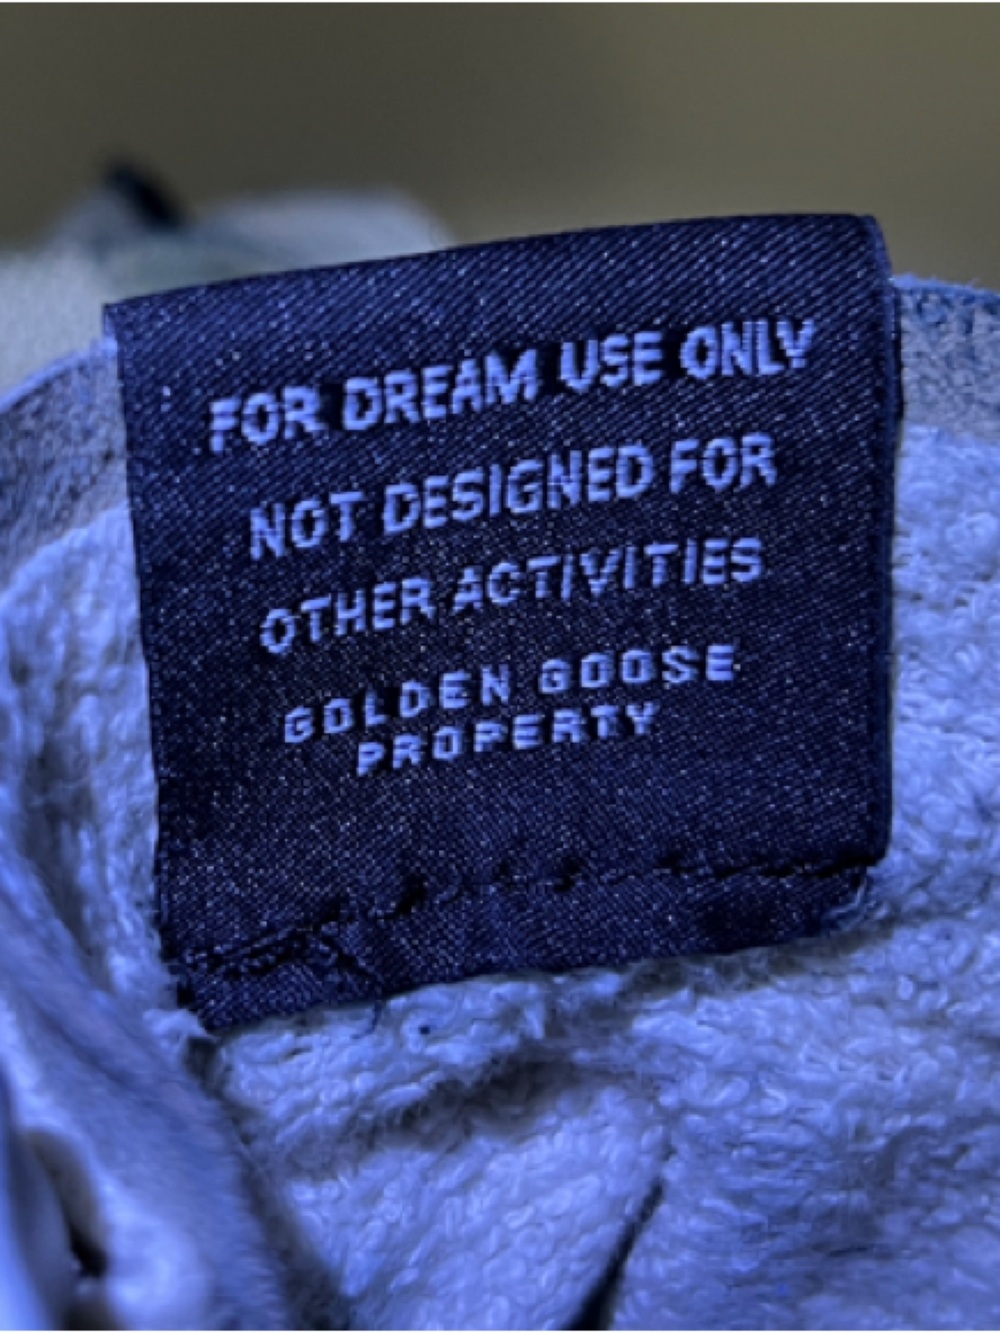 FOR DREAM USE ONLY
NOT DESIGNED FOR
OTHER ACTIVITIES
GOLDEN GOOSE
PROPERTY